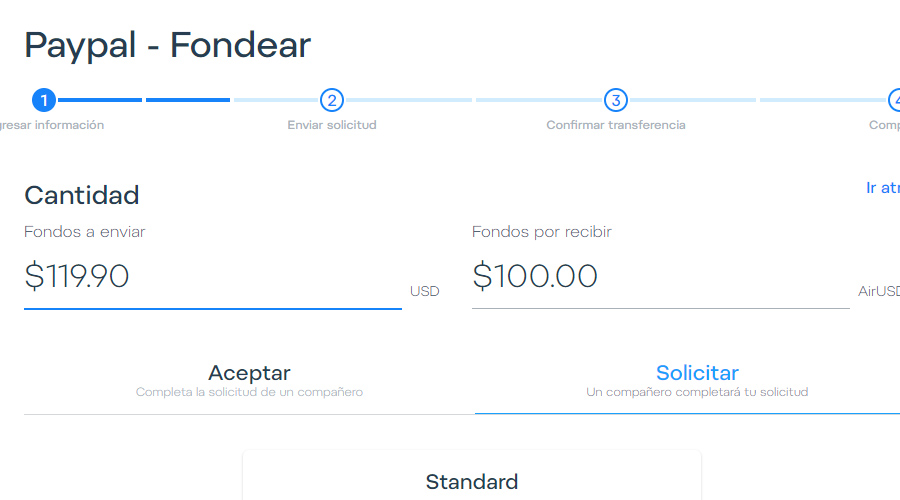 Paypal - Fondear
1 2 3 4
gresar información Enviar solicitud Confirmar transferencia Comp
Cantidad Ir atr
Fondos a enviar Fondos por recibir
$119.90 USD $100.00 AirUSD
Aceptar Solicitar
Completa la solicitud de un compañero Un compañero completará tu solicitud
Standard